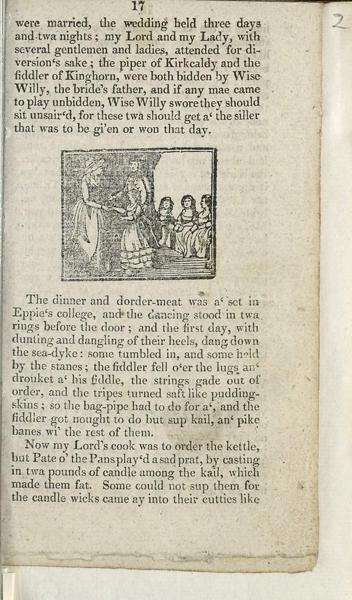 17
2
were married, the wedding held three days
and twa nights; my Lord and my Lady, with
several gentlemen and ladies, attended for di-
version's sake; the piper of Kirkcaldy and the
fiddler of Kinghorn, were both bidden by Wise
Willy, the bride's father, and if any mae came
to play unbidden, Wise Willy swore they should
sit unsair'd, for these twa should get a‘ the siller
that was to be gi'en or won that day.
The dinner and dorder-meat was a‘ set in
Eppie's college, and the dancing stood in twa
rings before the door; and the first day, with
dunting and dangling of their heels, dang down
the sea-dyke: some tumbled in, and some held
by the stanes; the fiddler fell o‘er the lugs an‘
drouket a‘ his fiddle, the strings gade out of
order, and the tripes turned saft like pudding-
skins; so the bag-pipe had to do for a‘, and the
fiddler got nought to do but sup kail, an‘ pike
banes wi‘ the rest of them.
Now my Lord's cook was to order the kettle,
but Pate o‘ the Pans play‘d a sad prat, by casting
in twa pounds of candle among the kail, which
made them fat. Some could not sup them for
the candle wicks came ay into their cutties like